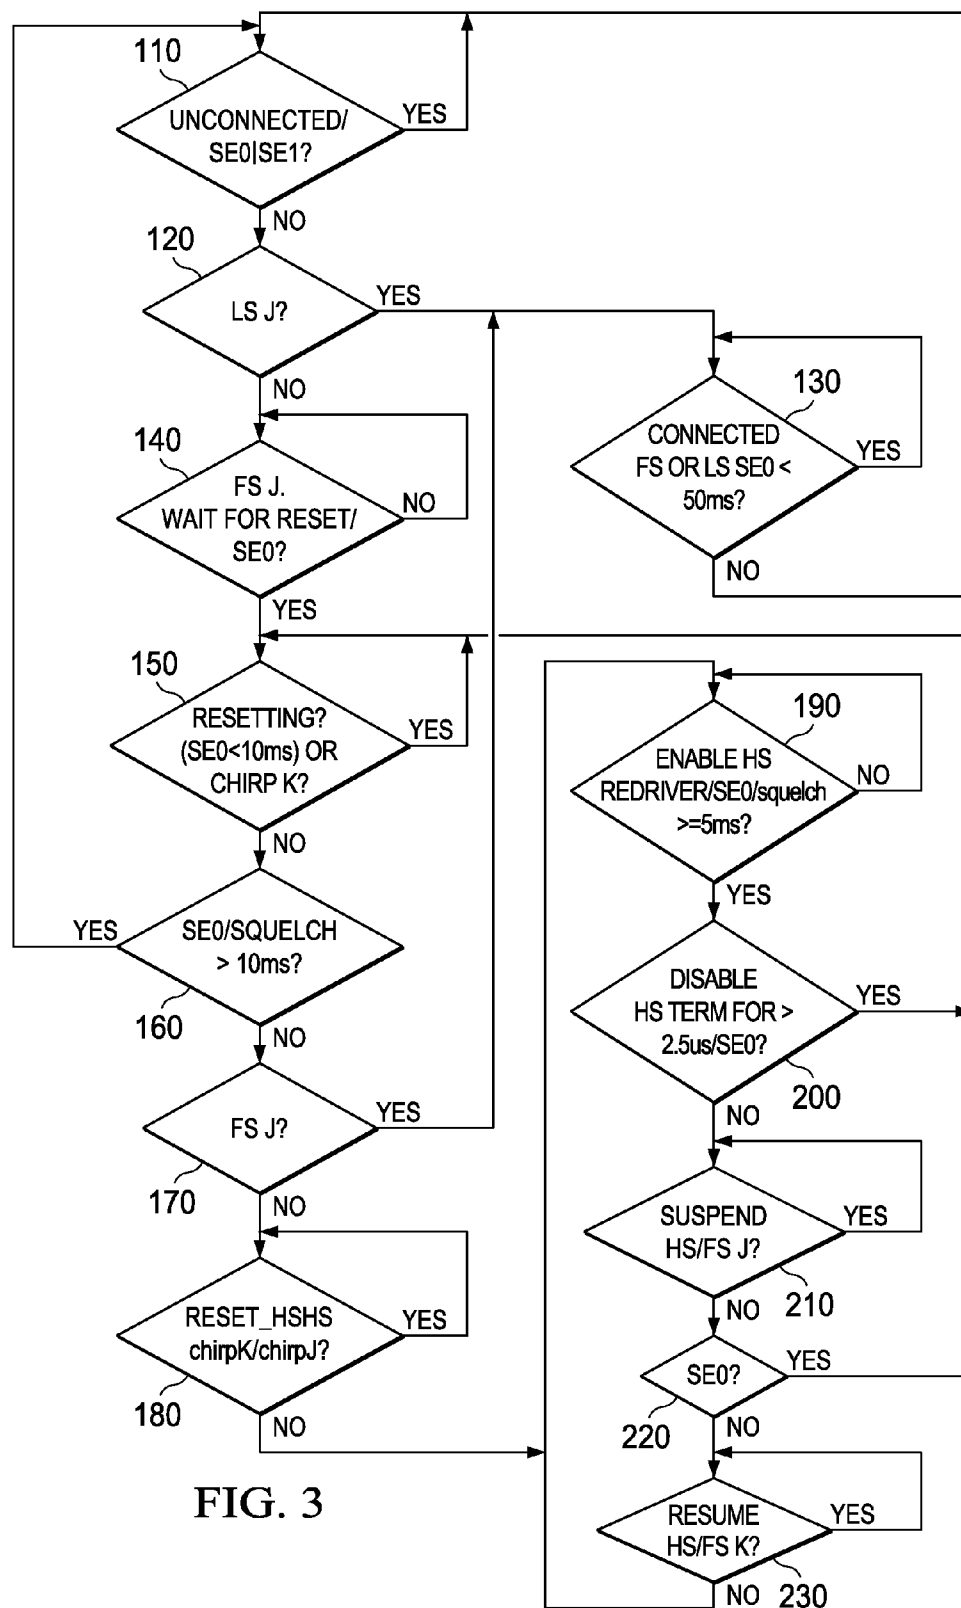 110
UNCONNECTED/
SE0|SE1?
YES
NO
120
LS J?
YES
NO
130
CONNECTED
FS OR LS SE0 <
50ms?
YES
NO
140
FS J.
WAIT FOR RESET/
SE0?
NO
YES
150
RESETTING?
(SE0<10ms) OR
CHIRP K?
YES
NO
SE0/SQUELCH
> 10ms?
YES
160
NO
FS J?
YES
170
NO
RESET_HSHS
chirpK/chirpJ?
YES
180
NO
190
ENABLE HS
REDRIVER/SE0/squelch
>=5ms?
NO
YES
DISABLE
HS TERM FOR >
2.5us/SE0?
YES
200
NO
SUSPEND
HS/FS J?
YES
210
NO
SE0?
YES
220
NO
RESUME
HS/FS K?
YES
230
NO
FIG. 3